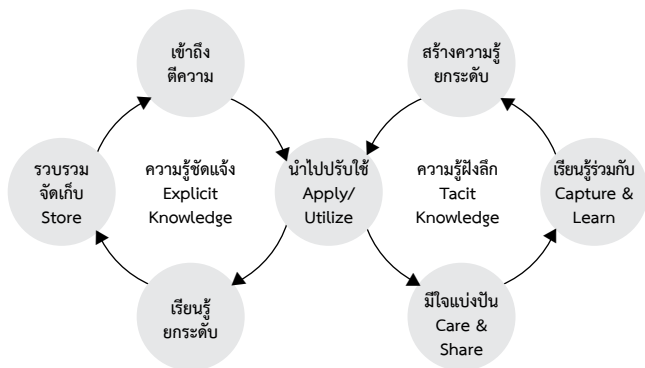 เข้าถึง
ตีความ
สร้างความรู้
ยกระดับ
รวบรวม
จัดเก็บ
Store
ความรู้ชัดแจ้ง
Explicit
Knowledge
นำไปปรับใช้
Apply/
Utilize
ความรู้ฝังลึก
Tacit
Knowledge
เรียนรู้ร่วมกับ
Capture &
Learn
เรียนรู้
ยกระดับ
มีใจแบ่งปัน
Care &
Share